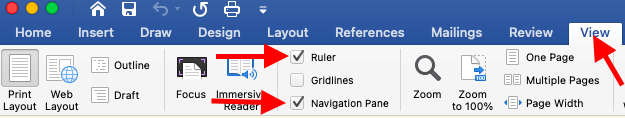 Home Insert Draw Design Layout References Mailings Review View
Print Layout
Web Layout
Outline
Draft
Focus
Immersive Reader
Ruler
Gridlines
Navigation Pane
Zoom
Zoom to 100%
100
One Page
Multiple Pages
Page Width